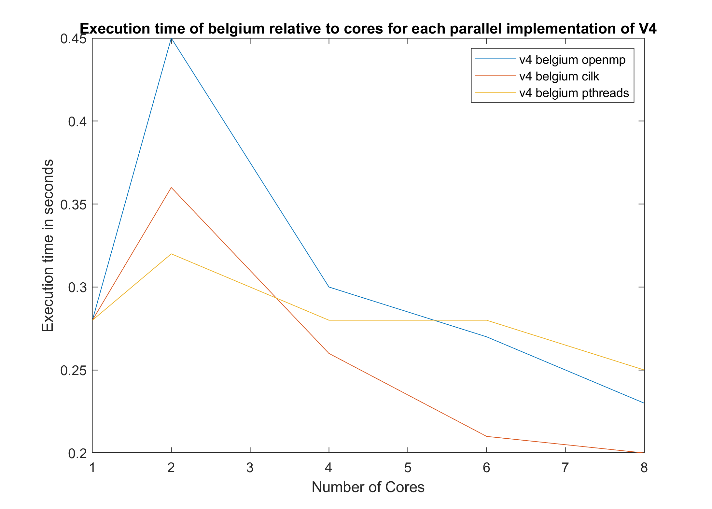 Execution time of belgium relative to cores for each parallel implementation of V4
0.45
0.4
0.35
0.3
0.25
0.2
Execution time in seconds
v4 belgium openmp
v4 belgium cilk
v4 belgium pthreads
1 2 3 4 5 6 7 8
Number of Cores